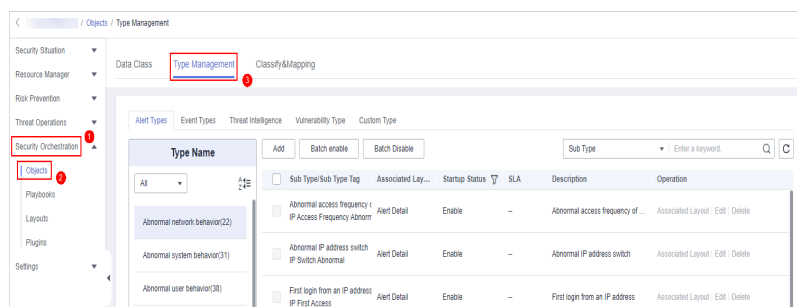 / Objects / Type Management
Security Situation
Resource Manager
Risk Prevention
Threat Operations
Security Orchestration
1
Objects
2
Playbooks
Layouts
Plugins
Settings
Data Class Type Management Classify&Mapping
3
Alert Types Event Types Threat Intelligence Vulnerability Type Custom Type
Type Name
All
Abnormal network behavior(22)
Abnormal system behavior(31)
Abnormal user behavior(38)
Add Batch enable Batch Disable Sub Type Enter a keyword.
Sub Type/Sub Type Tag Associated Lay... Startup Status SLA Description Operation
Abnormal access frequency
IP Access Frequency Abnorm
Alert Detail Enable -- Abnormal access frequency of ... Associated Layout Edit Delete
Abnormal IP address switch
IP Switch Abnormal
Alert Detail Enable -- Abnormal IP address switch Associated Layout Edit Delete
First login from an IP address
IP First Access
Alert Detail Enable -- First login from an IP address Associated Layout Edit Delete